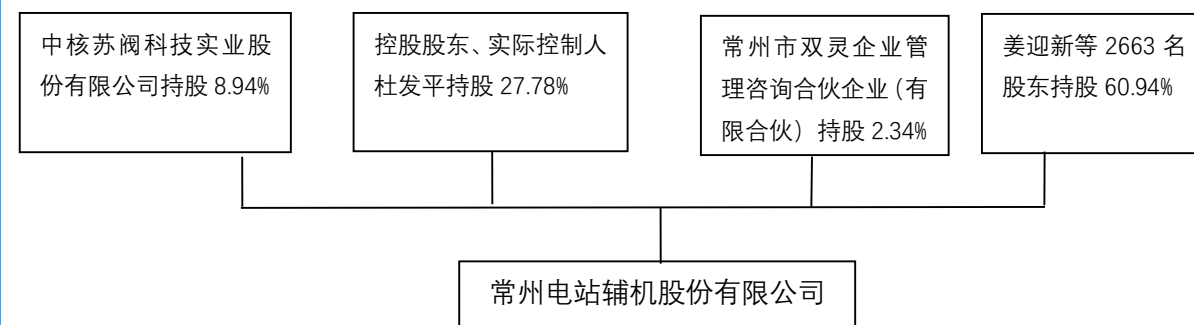 中核苏阀科技实业股
份有限公司持股 8.94%
控股股东、实际控制人
杜发平持股 27.78%
常州市双灵企业管
理咨询合伙企业（有
限合伙）持股 2.34%
姜迎新等 2663 名
股东持股 60.94%
常州电站辅机股份有限公司